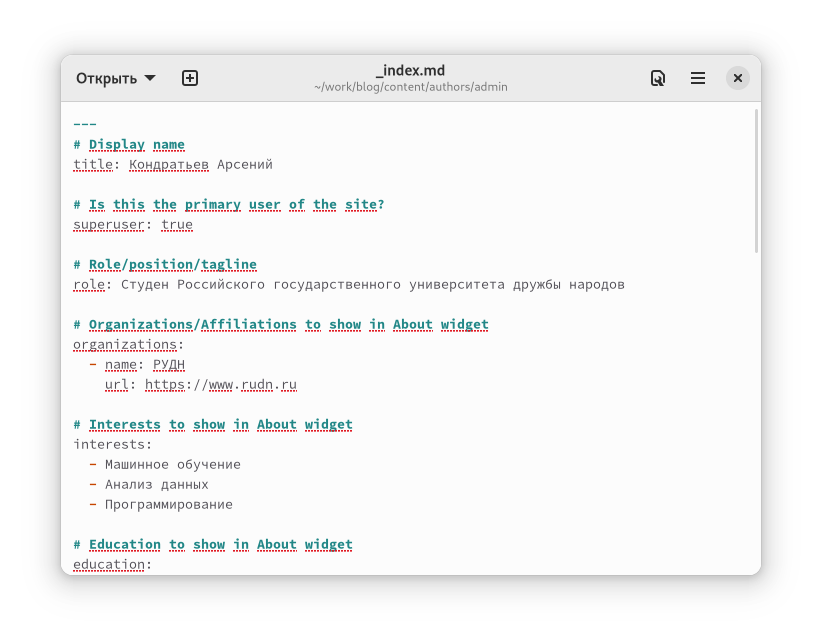 Открыть
_index.md
~/work/blog/content/authors/admin
---
# Display name
title: Кондратьев Арсений
# Is this the primary user of the site?
superuser: true
# Role/position/tagline
role: Студен Российского государственного университета дружбы народов
# Organizations/Affiliations to show in About widget
organizations:
- name: РУДН
url: https://www.rudn.ru
# Interests to show in About widget
interests:
- Машинное обучение
- Анализ данных
- Программирование
# Education to show in About widget
education: